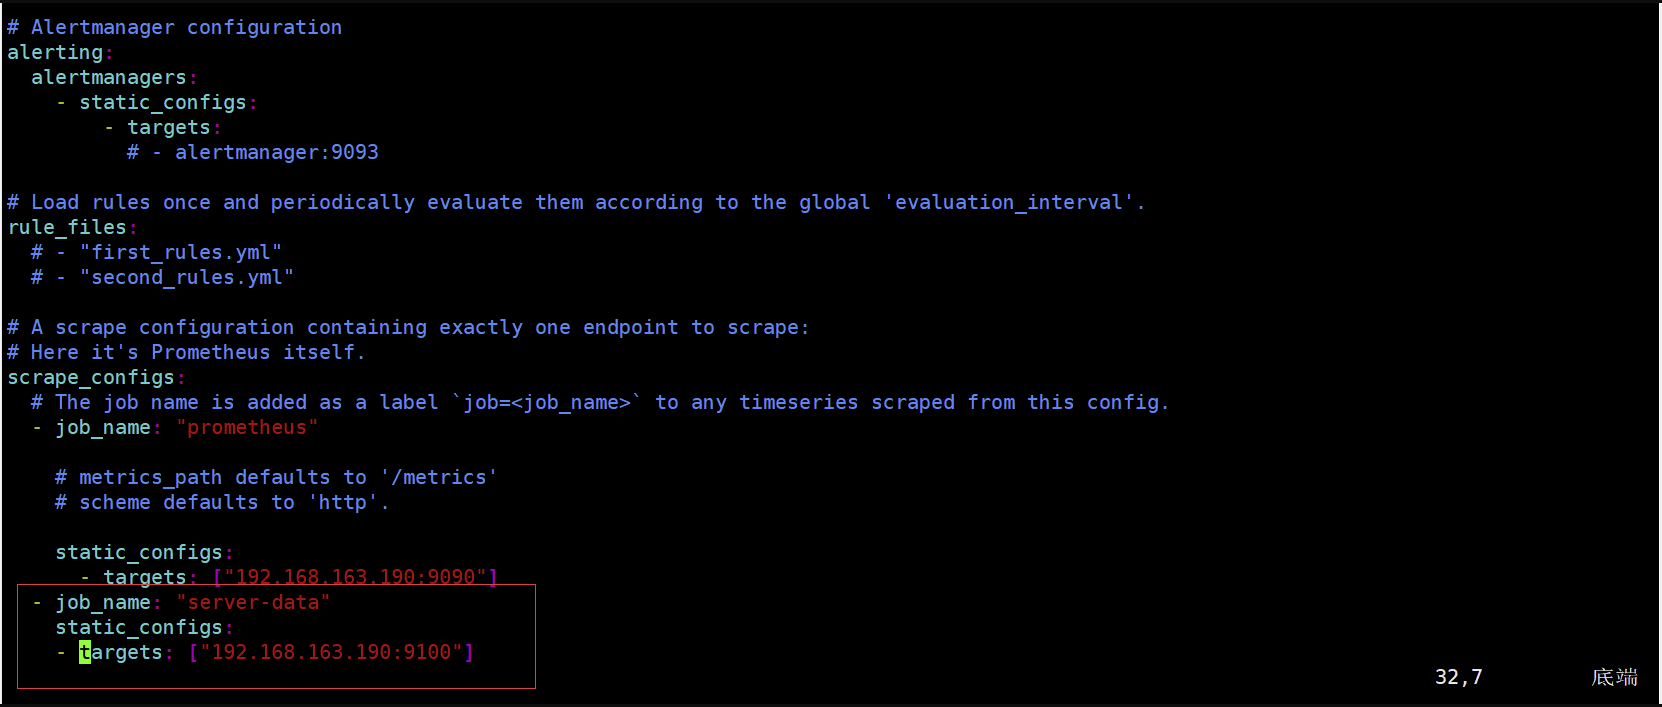 # Alertmanager configuration
alerting:
  alertmanagers:
    - static_configs:
        - targets:
          # - alertmanager:9093

# Load rules once and periodically evaluate them according to the global 'evaluation_interval'.
rule_files:
  # - "first_rules.yml"
  # - "second_rules.yml"

# A scrape configuration containing exactly one endpoint to scrape:
# Here it's Prometheus itself.
scrape_configs:
  # The job name is added as a label `job=<job_name>` to any timeseries scraped from this config.
  - job_name: "prometheus"

    # metrics_path defaults to '/metrics'
    # scheme defaults to 'http'.

    static_configs:
      - targets: ["192.168.163.190:9090"]
  - job_name: "server-data"
    static_configs:
    - targets: ["192.168.163.190:9100"]
32,7 底端